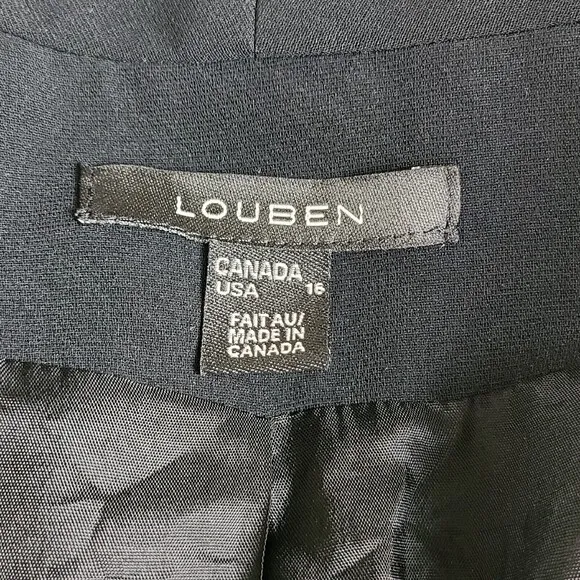 LOUBEN
CANADA
USA 16
FAIT AU/
MADE IN
CANADA